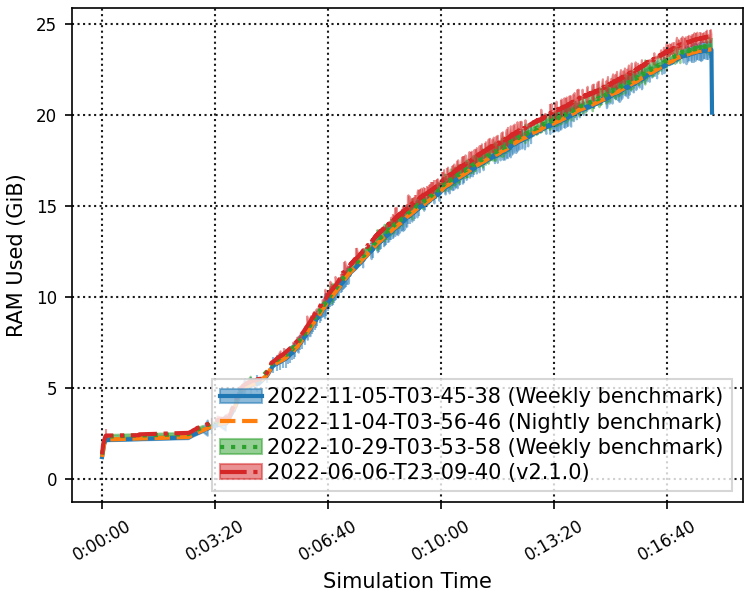 25
20
15
10
5
0
RAM Used (GiB)
2022-11-05-T03-45-38 (Weekly benchmark)
2022-11-04-T03-56-46 (Nightly benchmark)
2022-10-29-T03-53-58 (Weekly benchmark)
2022-06-06-T23-09-40 (v2.1.0)
0:00:00 0:03:20 0:06:40 0:10:00 0:13:20 0:16:40
Simulation Time